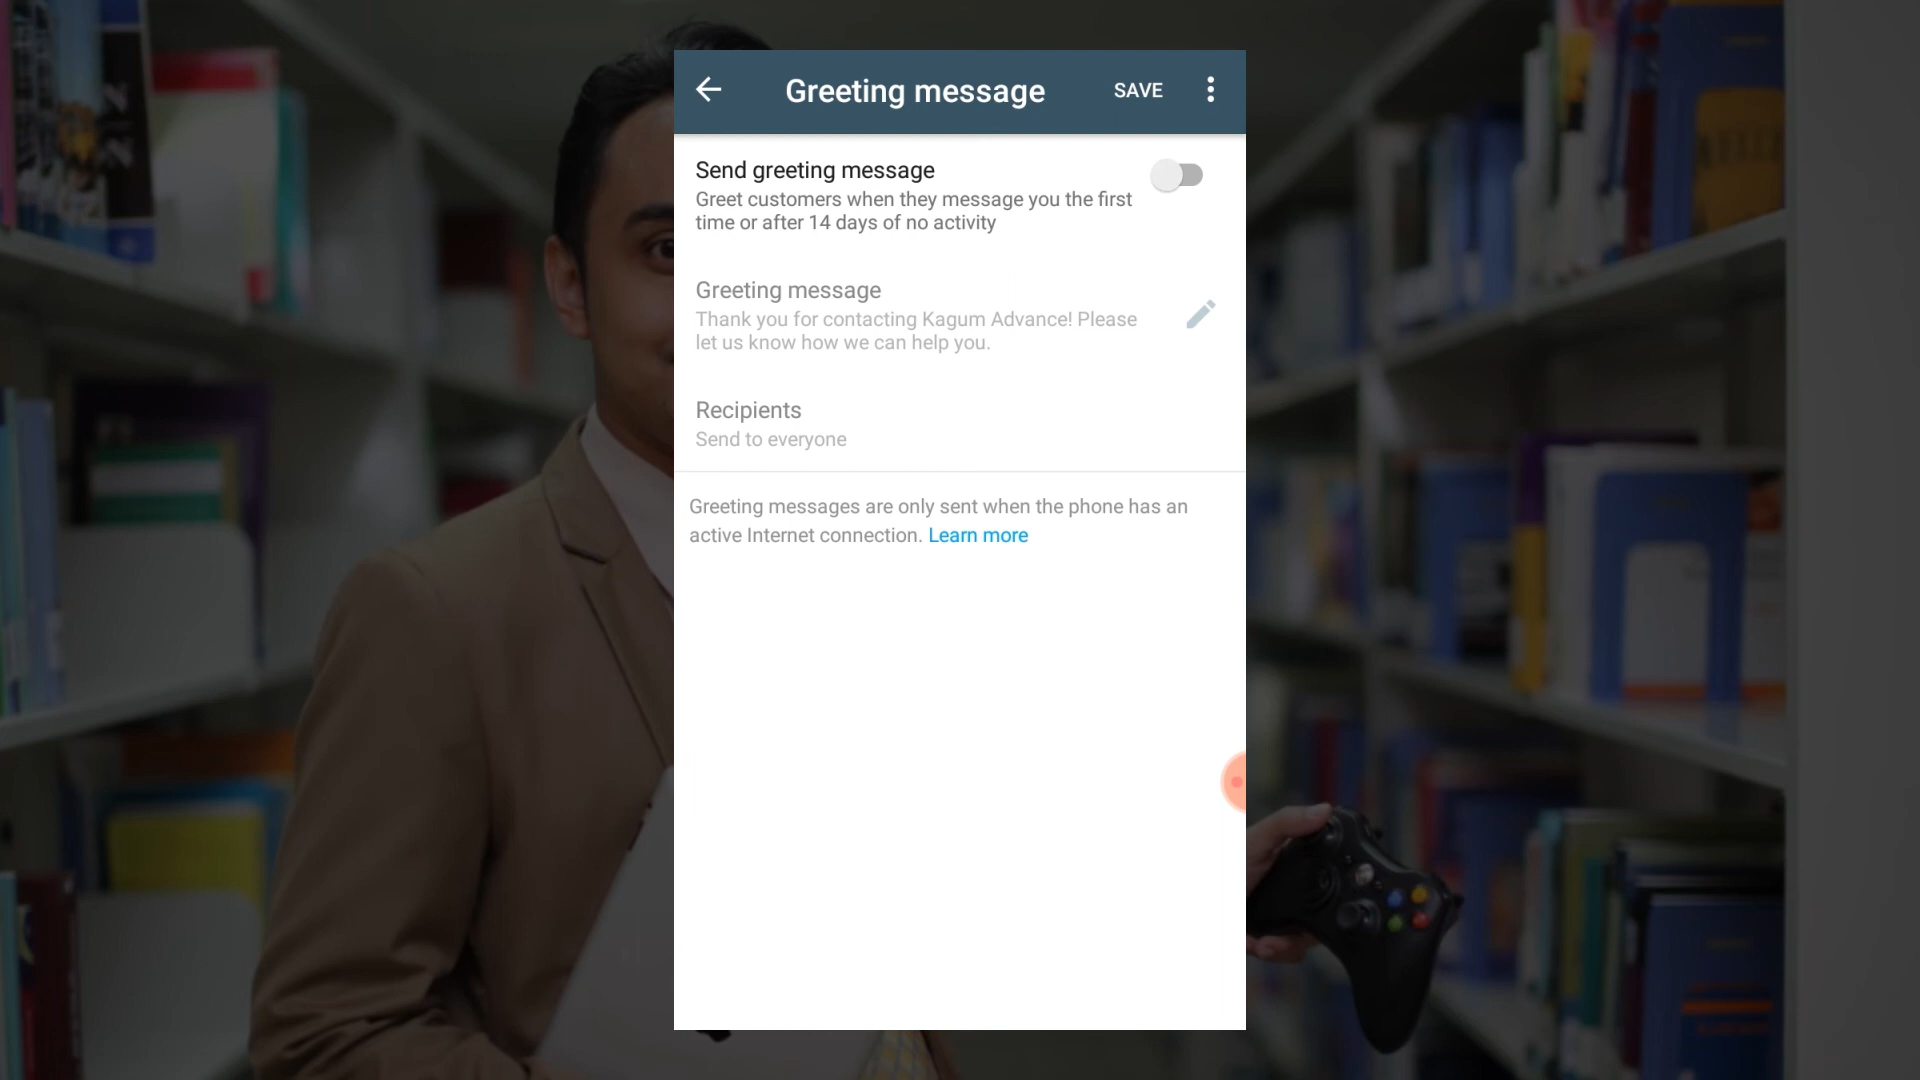 Greeting message SAVE
Send greeting message
Greet customers when they message you the first
time or after 14 days of no activity
Greeting message
Thank you for contacting Kagum Advance! Please
let us know how we can help you.
Recipients
Send to everyone
Greeting messages are only sent when the phone has an
active Internet connection. Learn more